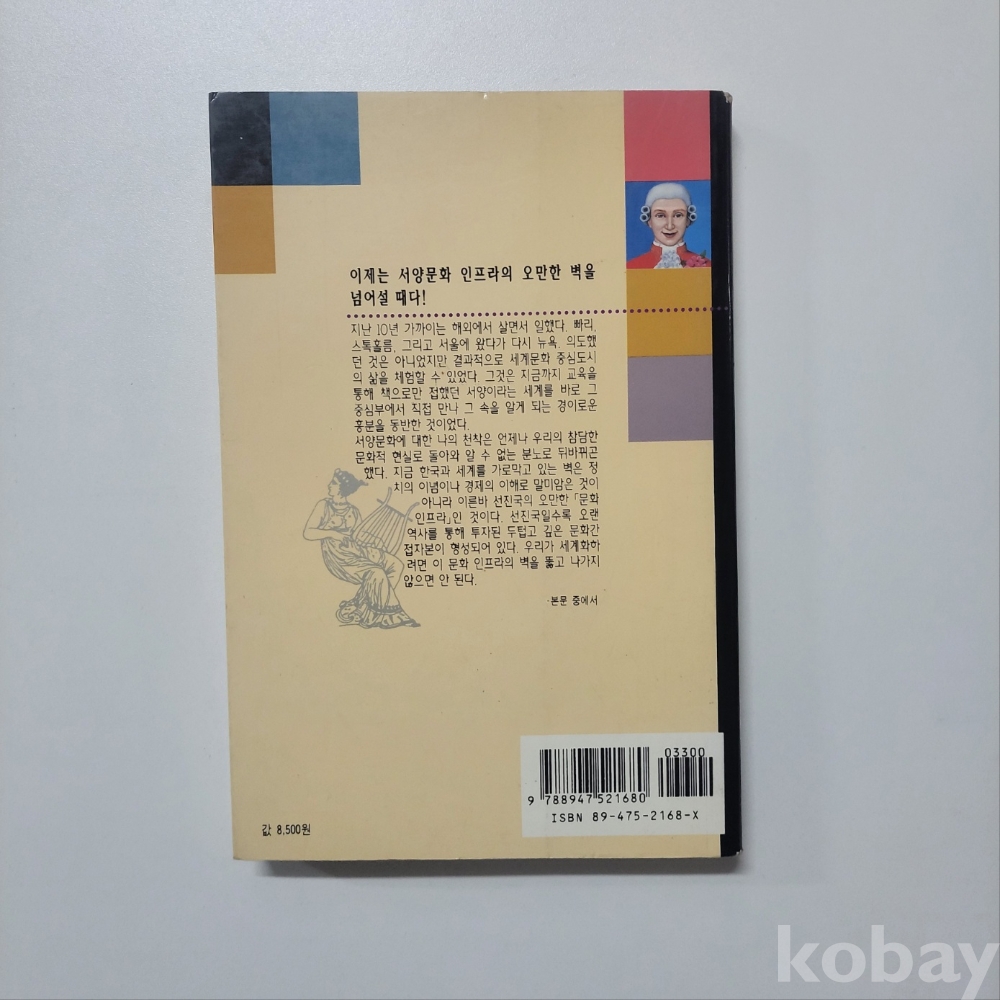 이제는 서양문화 인프라의 오만한 벽을
넘어설 때다!
지난 10년 가까이는 해외에서 살면서 일했다. 빠리,
스톡홀름, 그리고 서울에 왔다가 다시 뉴욕. 의도했
던 것은 아니었지만 결과적으로 세계문화 중심도시
의 삶을 체험할 수 있었다. 그것은 지금까지 교육을
통해 책으로만 접했던 서양이라는 세계를 바로 그
중심부에서 직접 만나 그 속을 알게 되는 경이로운
흥분을 동반한 것이었다.
서양문화에 대한 나의 천착은 언제나 우리의 참담한
문화적 현실로 돌아와 알 수 없는 분노로 뒤바뀌곤
했다. 지금 한국과 세계를 가로막고 있는 벽은 정
치의 이념이나 경제의 이해로 말미암은 것이
아니라 이른바 선진국의 오만한 「문화
인프라」인 것이다. 선진국일수록 오랜
역사를 통해 투자된 두텁고 깊은 문화간
접자본이 형성되어 있다. 우리가 세계화하
려면 이 문화 인프라의 벽을 뚫고 나가지
않으면 안 된다.
·본문 중에서
03300
9 788947 521680
ISBN 89-475-2168-X
값 8,500원
kobay